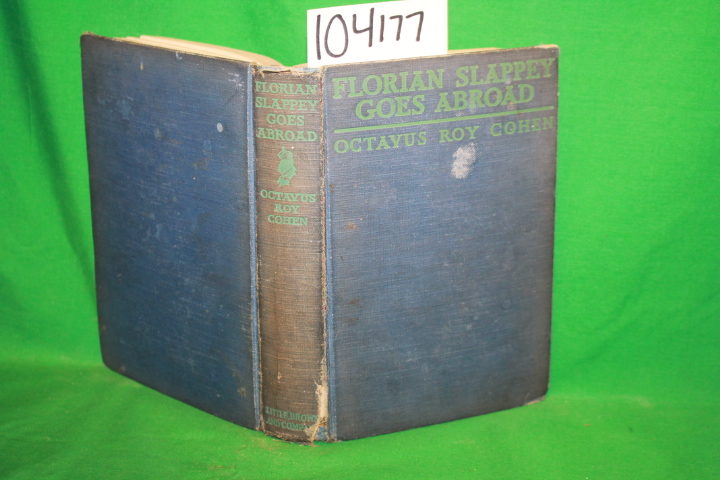 104177
FLORIAN SLAPPEY
GOES ABROAD
OCTAVUS ROY COHEN
FLORIAN
SLAPPEY
GOES
ABROAD
OCTAVUS
ROY
COHEN
LITTLE, BROWN
AND COMPANY